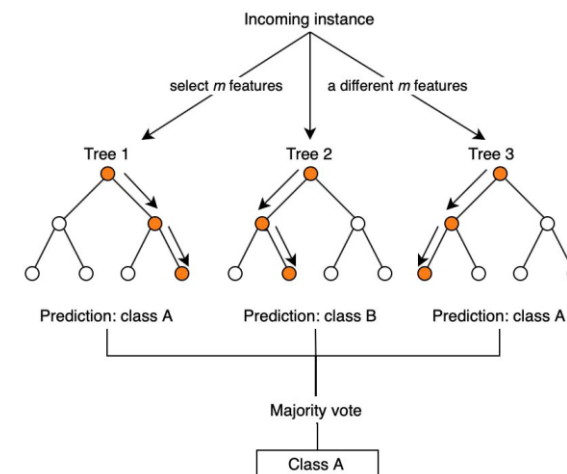 Incoming instance
select m features
a different m features
Tree 1
Tree 2
Tree 3
Prediction: class A
Prediction: class B
Prediction: class A
Majority vote
Class A